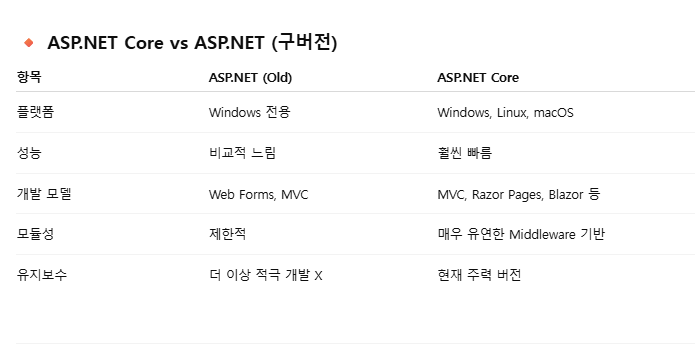 ASP.NET Core vs ASP.NET (구버전)
항목 ASP.NET (Old) ASP.NET Core
플랫폼 Windows 전용 Windows, Linux, macOS
성능 비교적 느림 훨씬 빠름
개발 모델 Web Forms, MVC MVC, Razor Pages, Blazor 등
모듈성 제한적 매우 유연한 Middleware 기반
유지보수 더 이상 적극 개발 X 현재 주력 버전